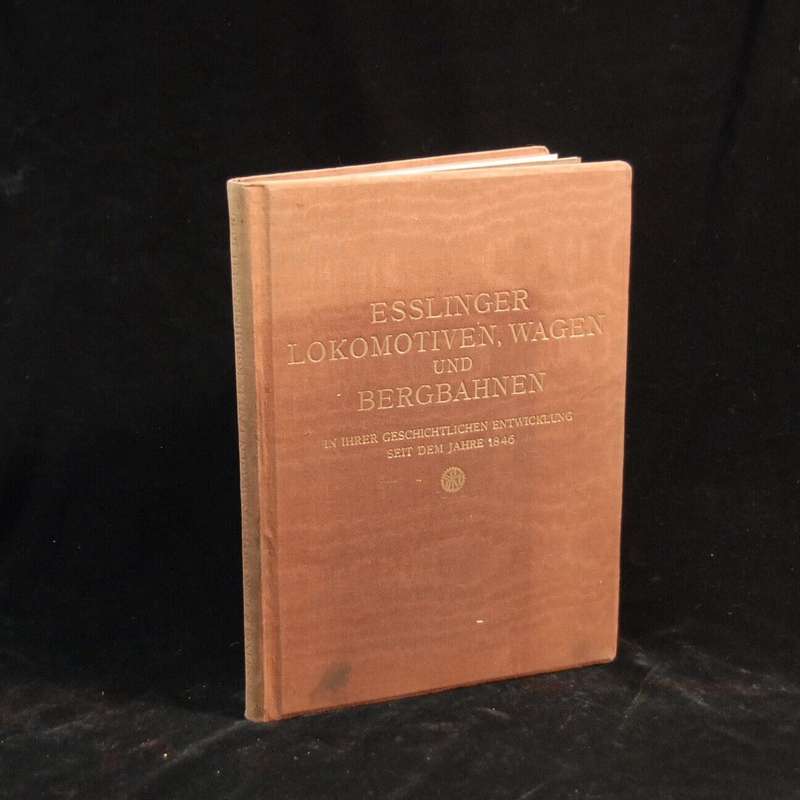 ESSLINGER
LOKOMOTIVEN, WAGEN
UND
BERGBAHNEN
IN IHRER GESCHICHTLICHEN ENTWICKLUNG
SEIT DEM JAHRE 1846